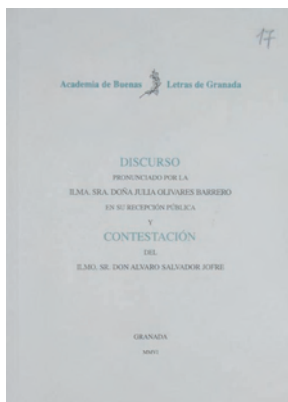 17
Academia de Buenas Letras de Granada
DISCURSO
PRONUNCIADO POR LA
ILMA. SRA. DOÑA JULIA OLIVARES BARRERO
EN SU RECEPCIÓN PÚBLICA
Y
CONTESTACIÓN
DEL
ILMO. SR. DON ALVARO SALVADOR JOFRE
GRANADA
MMVI